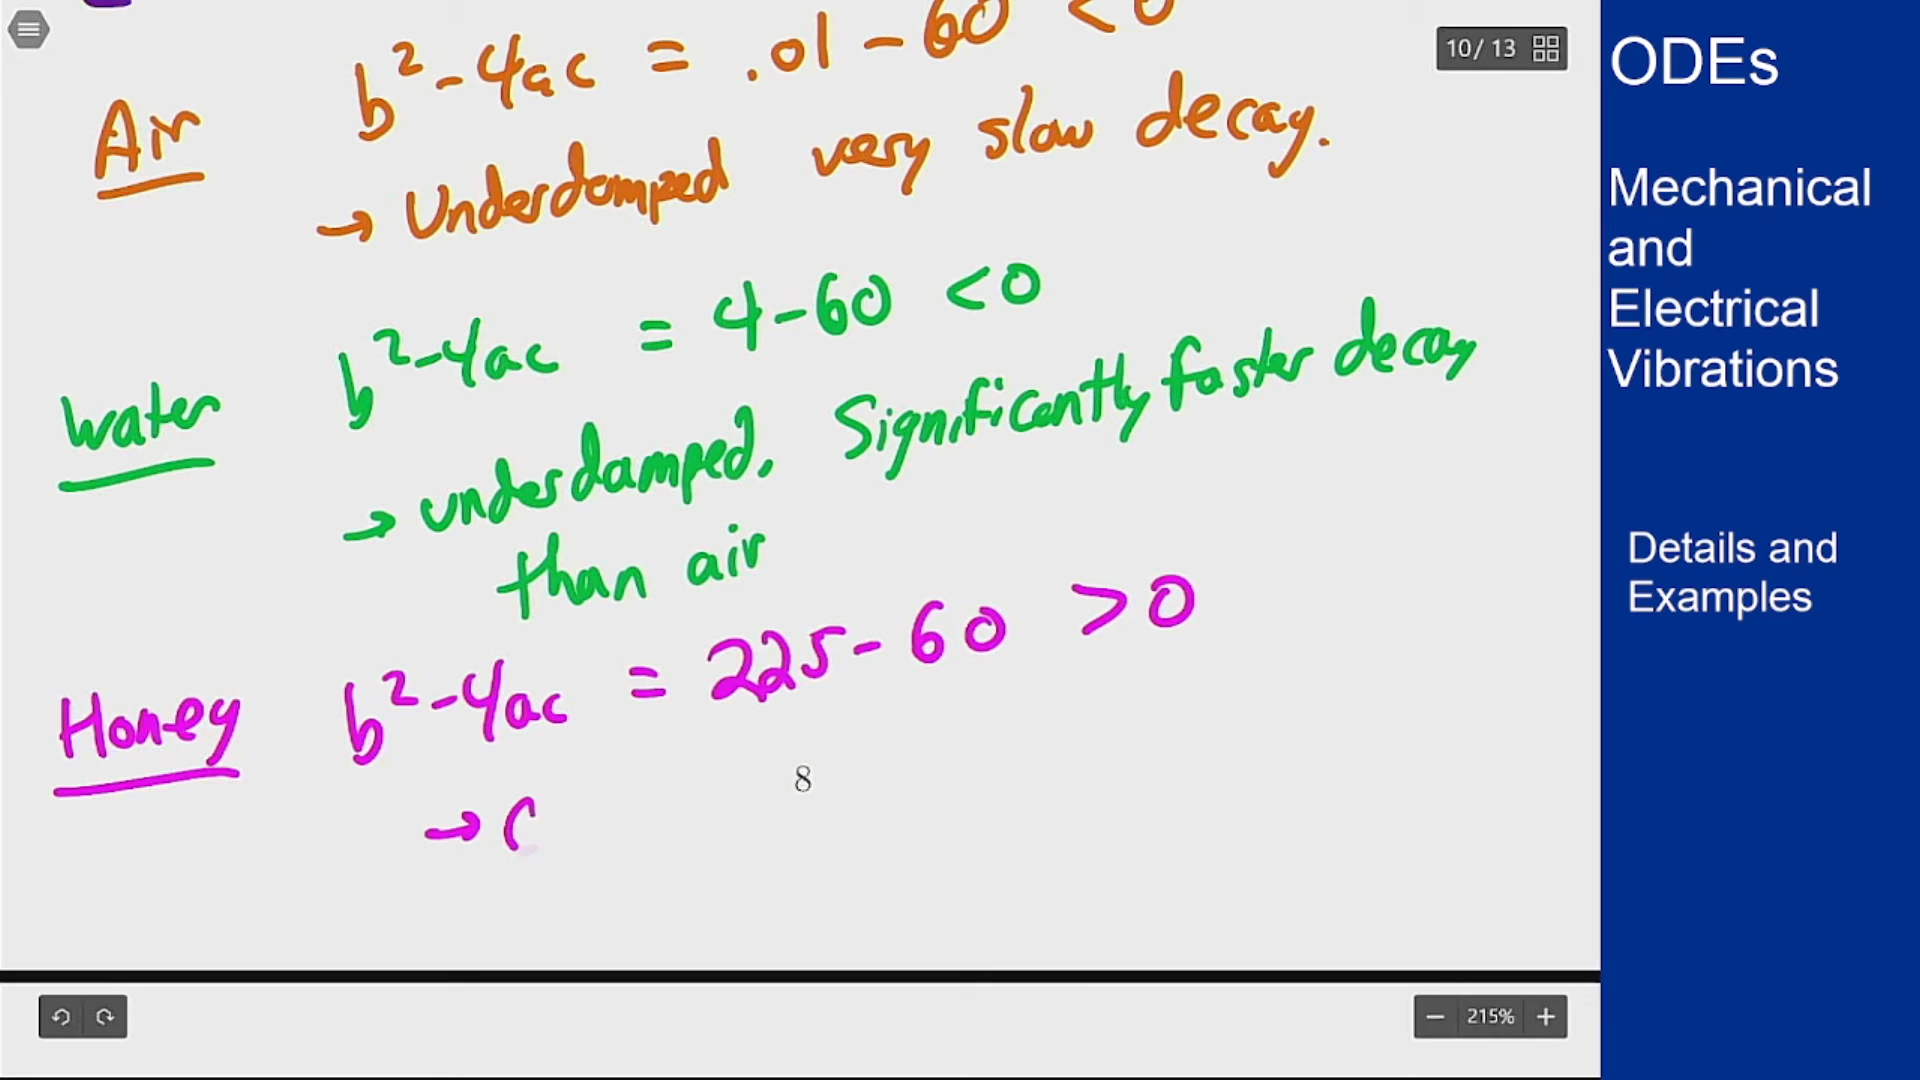 b² - 4ac = .01 - 60 < 0
Air
→ Underdamped very slow decay.
b² - 4ac = 4 - 60 < 0
Water
→ underdamped. Significantly faster decay
than air
b² - 4ac = 225 - 60 > 0
Honey
→
8
10 / 13
215%
ODEs
Mechanical
and
Electrical
Vibrations
Details and
Examples